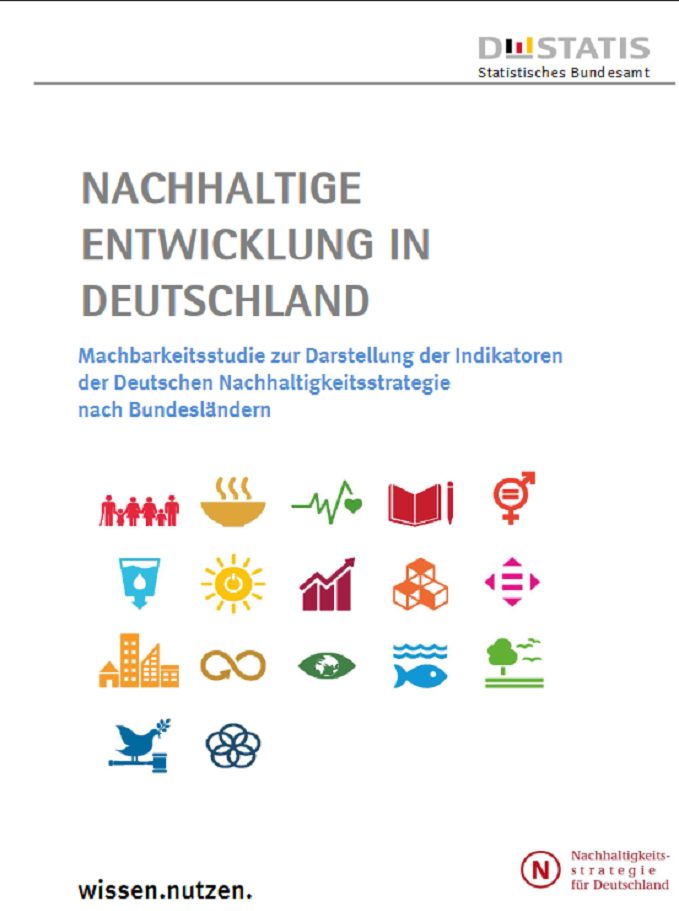 DESTATIS
Statistisches Bundesamt
NACHHALTIGE
ENTWICKLUNG IN
DEUTSCHLAND
Machbarkeitsstudie zur Darstellung der Indikatoren
der Deutschen Nachhaltigkeitsstrategie
nach Bundesländern
wissen.nutzen.
N
Nachhaltigkeits-
strategie
für Deutschland